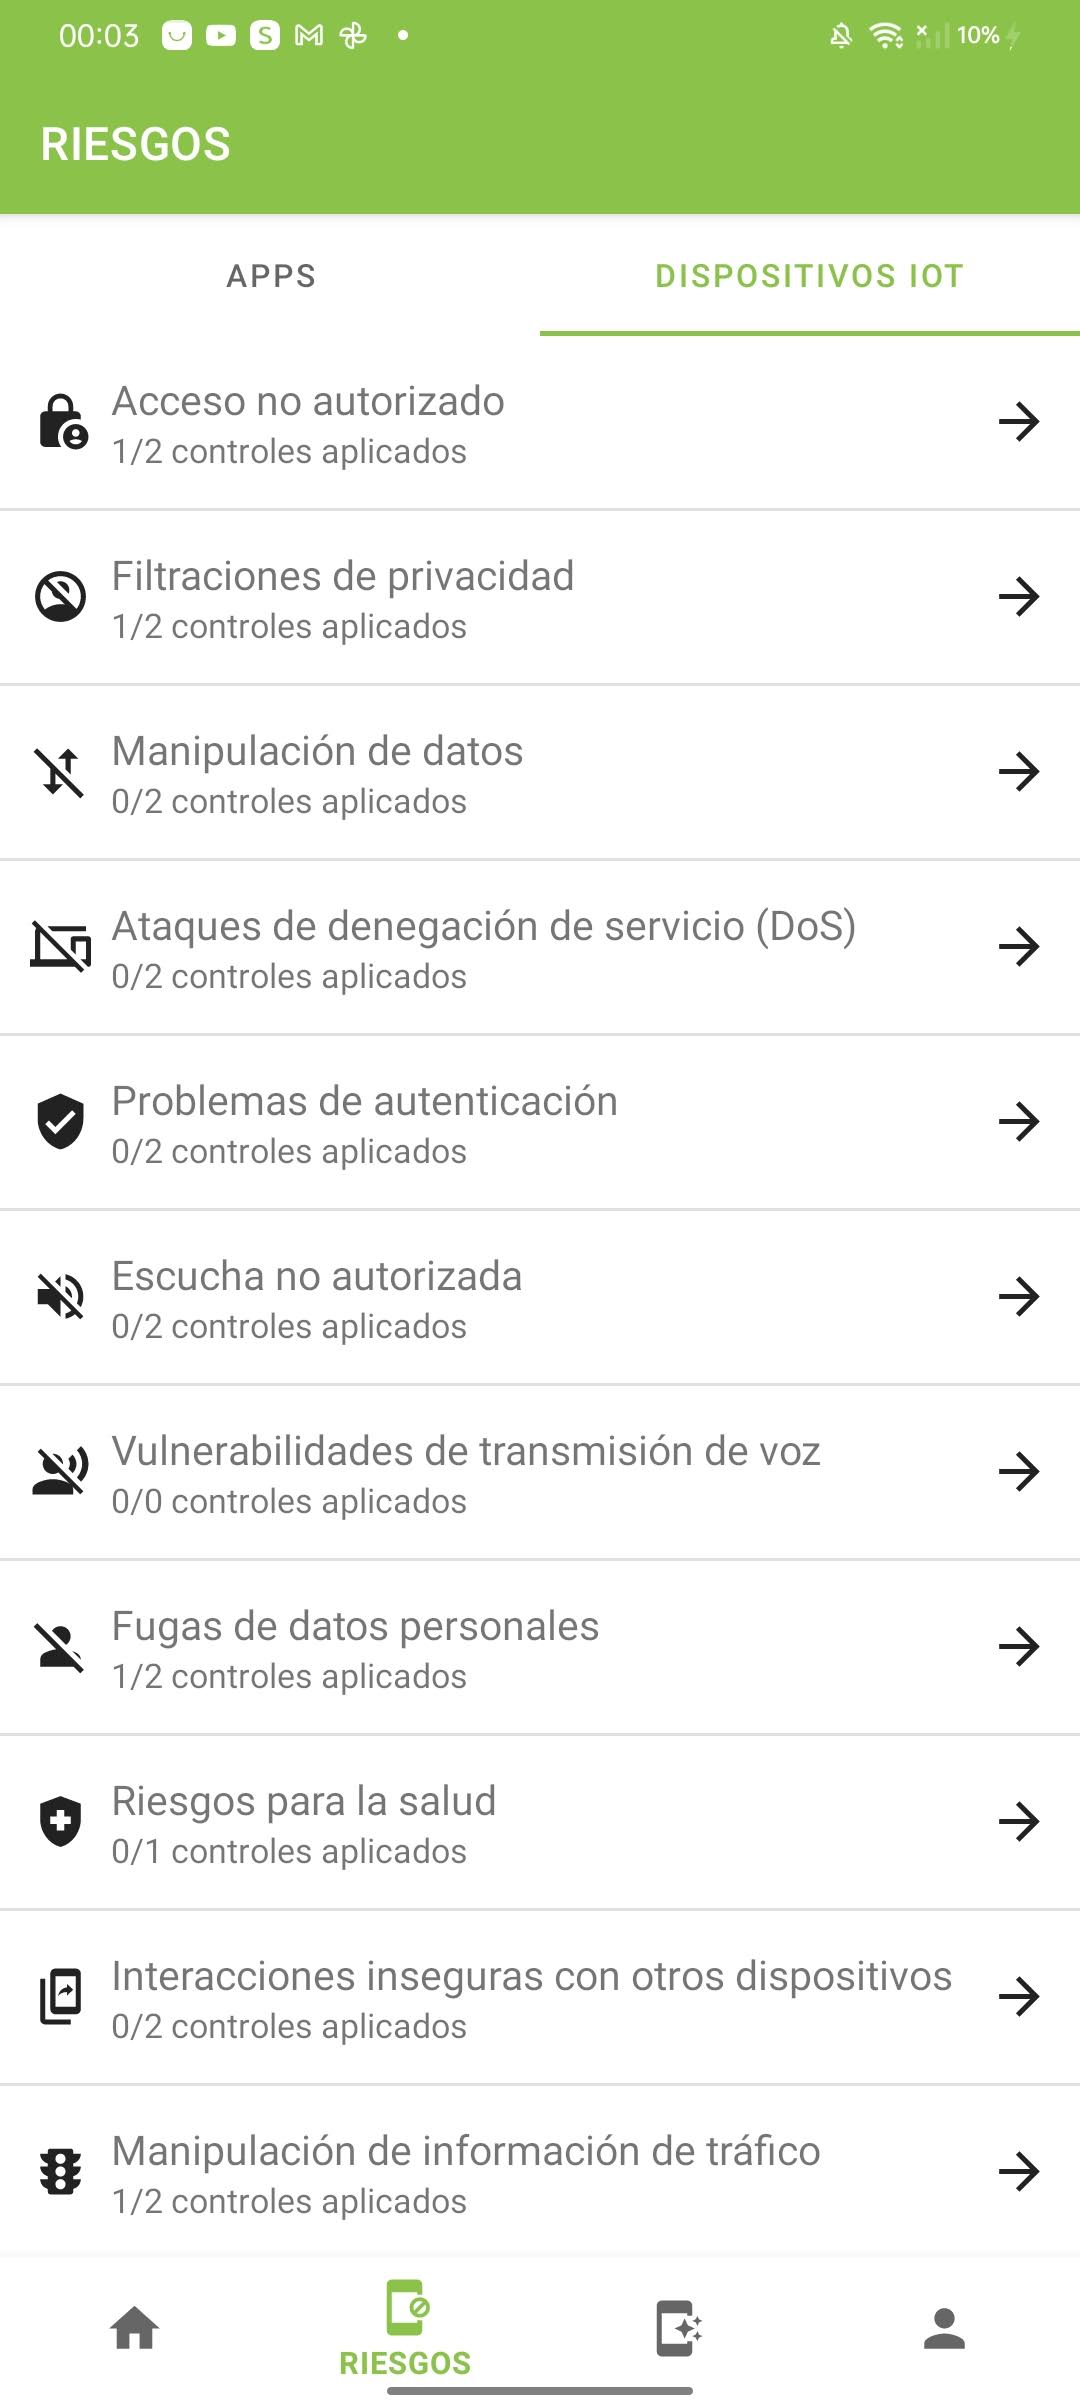 00:03
10%
RIESGOS
APPS
DISPOSITIVOS IOT
Acceso no autorizado
1/2 controles aplicados
Filtraciones de privacidad
1/2 controles aplicados
Manipulación de datos
0/2 controles aplicados
Ataques de denegación de servicio (DoS)
0/2 controles aplicados
Problemas de autenticación
0/2 controles aplicados
Escucha no autorizada
0/2 controles aplicados
Vulnerabilidades de transmisión de voz
0/0 controles aplicados
Fugas de datos personales
1/2 controles aplicados
Riesgos para la salud
0/1 controles aplicados
Interacciones inseguras con otros dispositivos
0/2 controles aplicados
Manipulación de información de tráfico
1/2 controles aplicados
RIESGOS